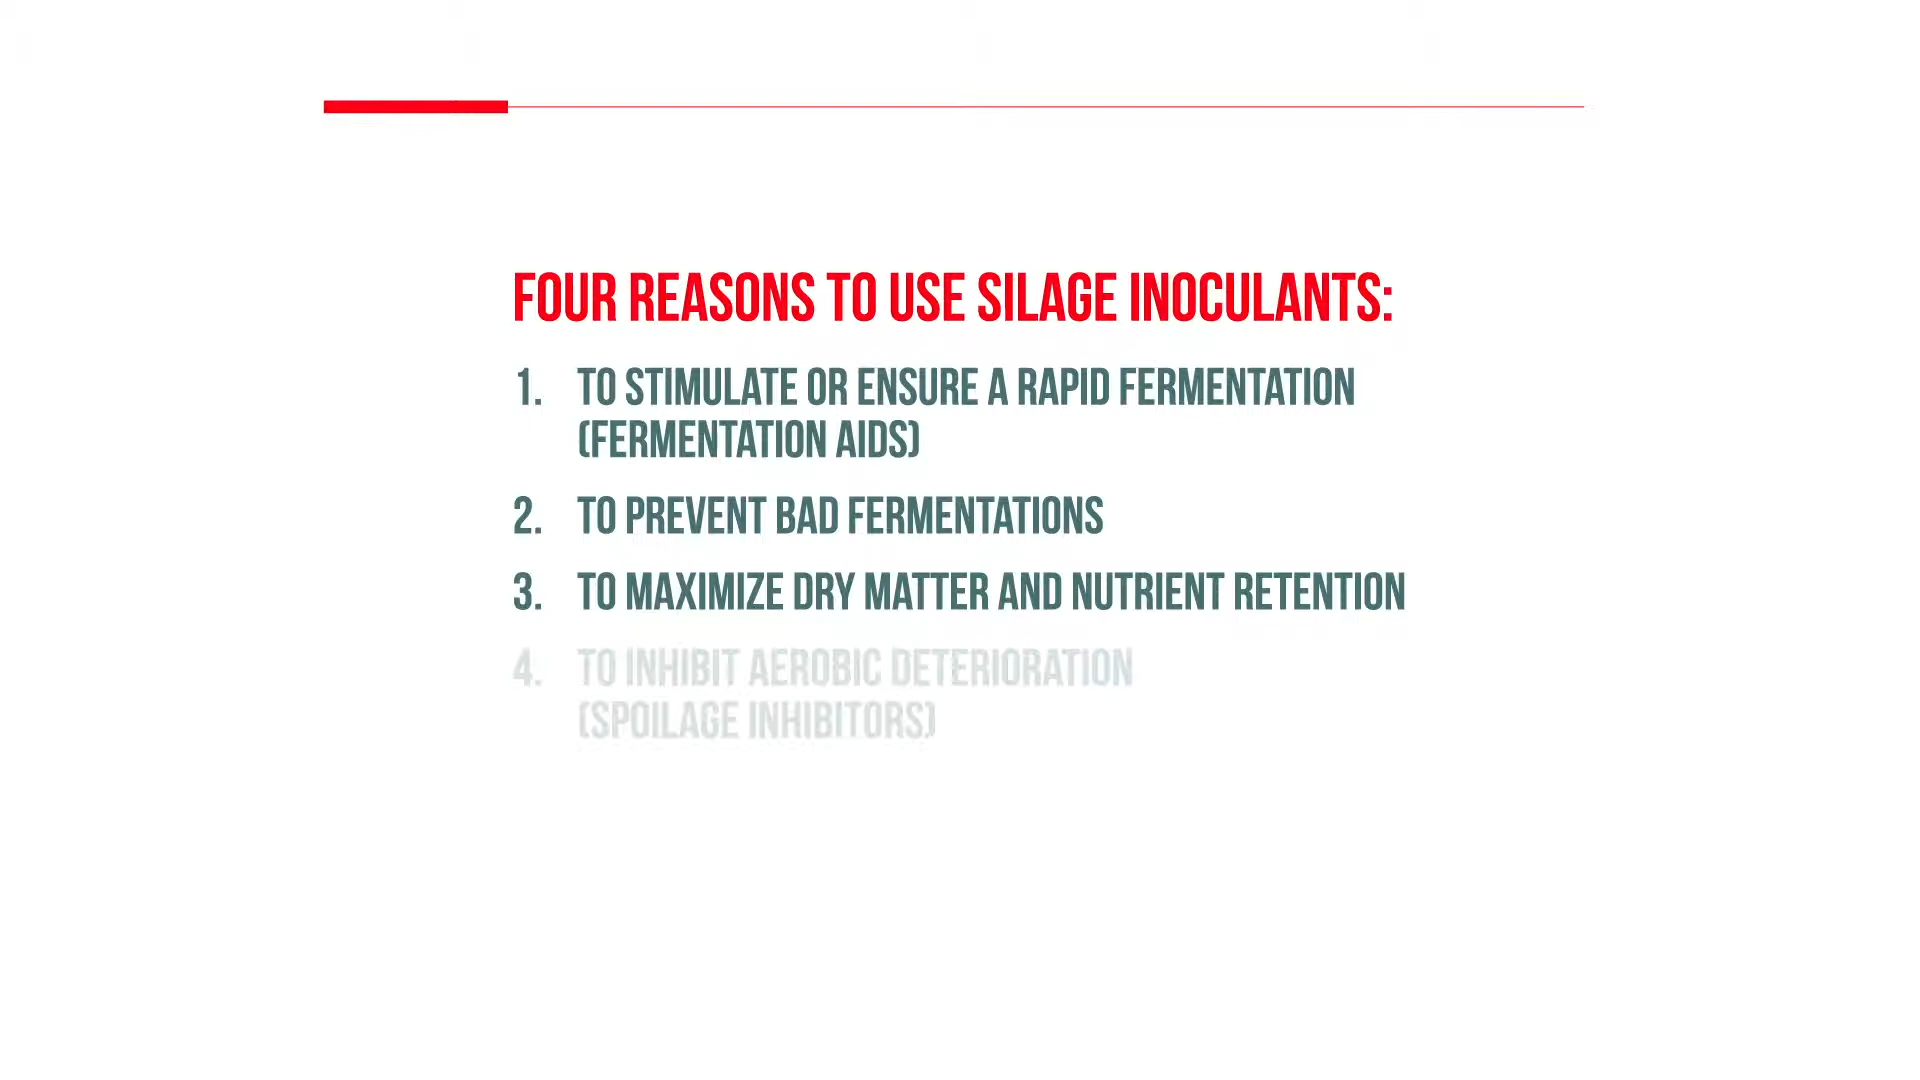 FOUR REASONS TO USE SILAGE INOCULANTS:
1. TO STIMULATE OR ENSURE A RAPID FERMENTATION
(FERMENTATION AIDS)
2. TO PREVENT BAD FERMENTATIONS
3. TO MAXIMIZE DRY MATTER AND NUTRIENT RETENTION
4. TO INHIBIT AEROBIC DETERIORATION
(SPOILAGE INHIBITORS)